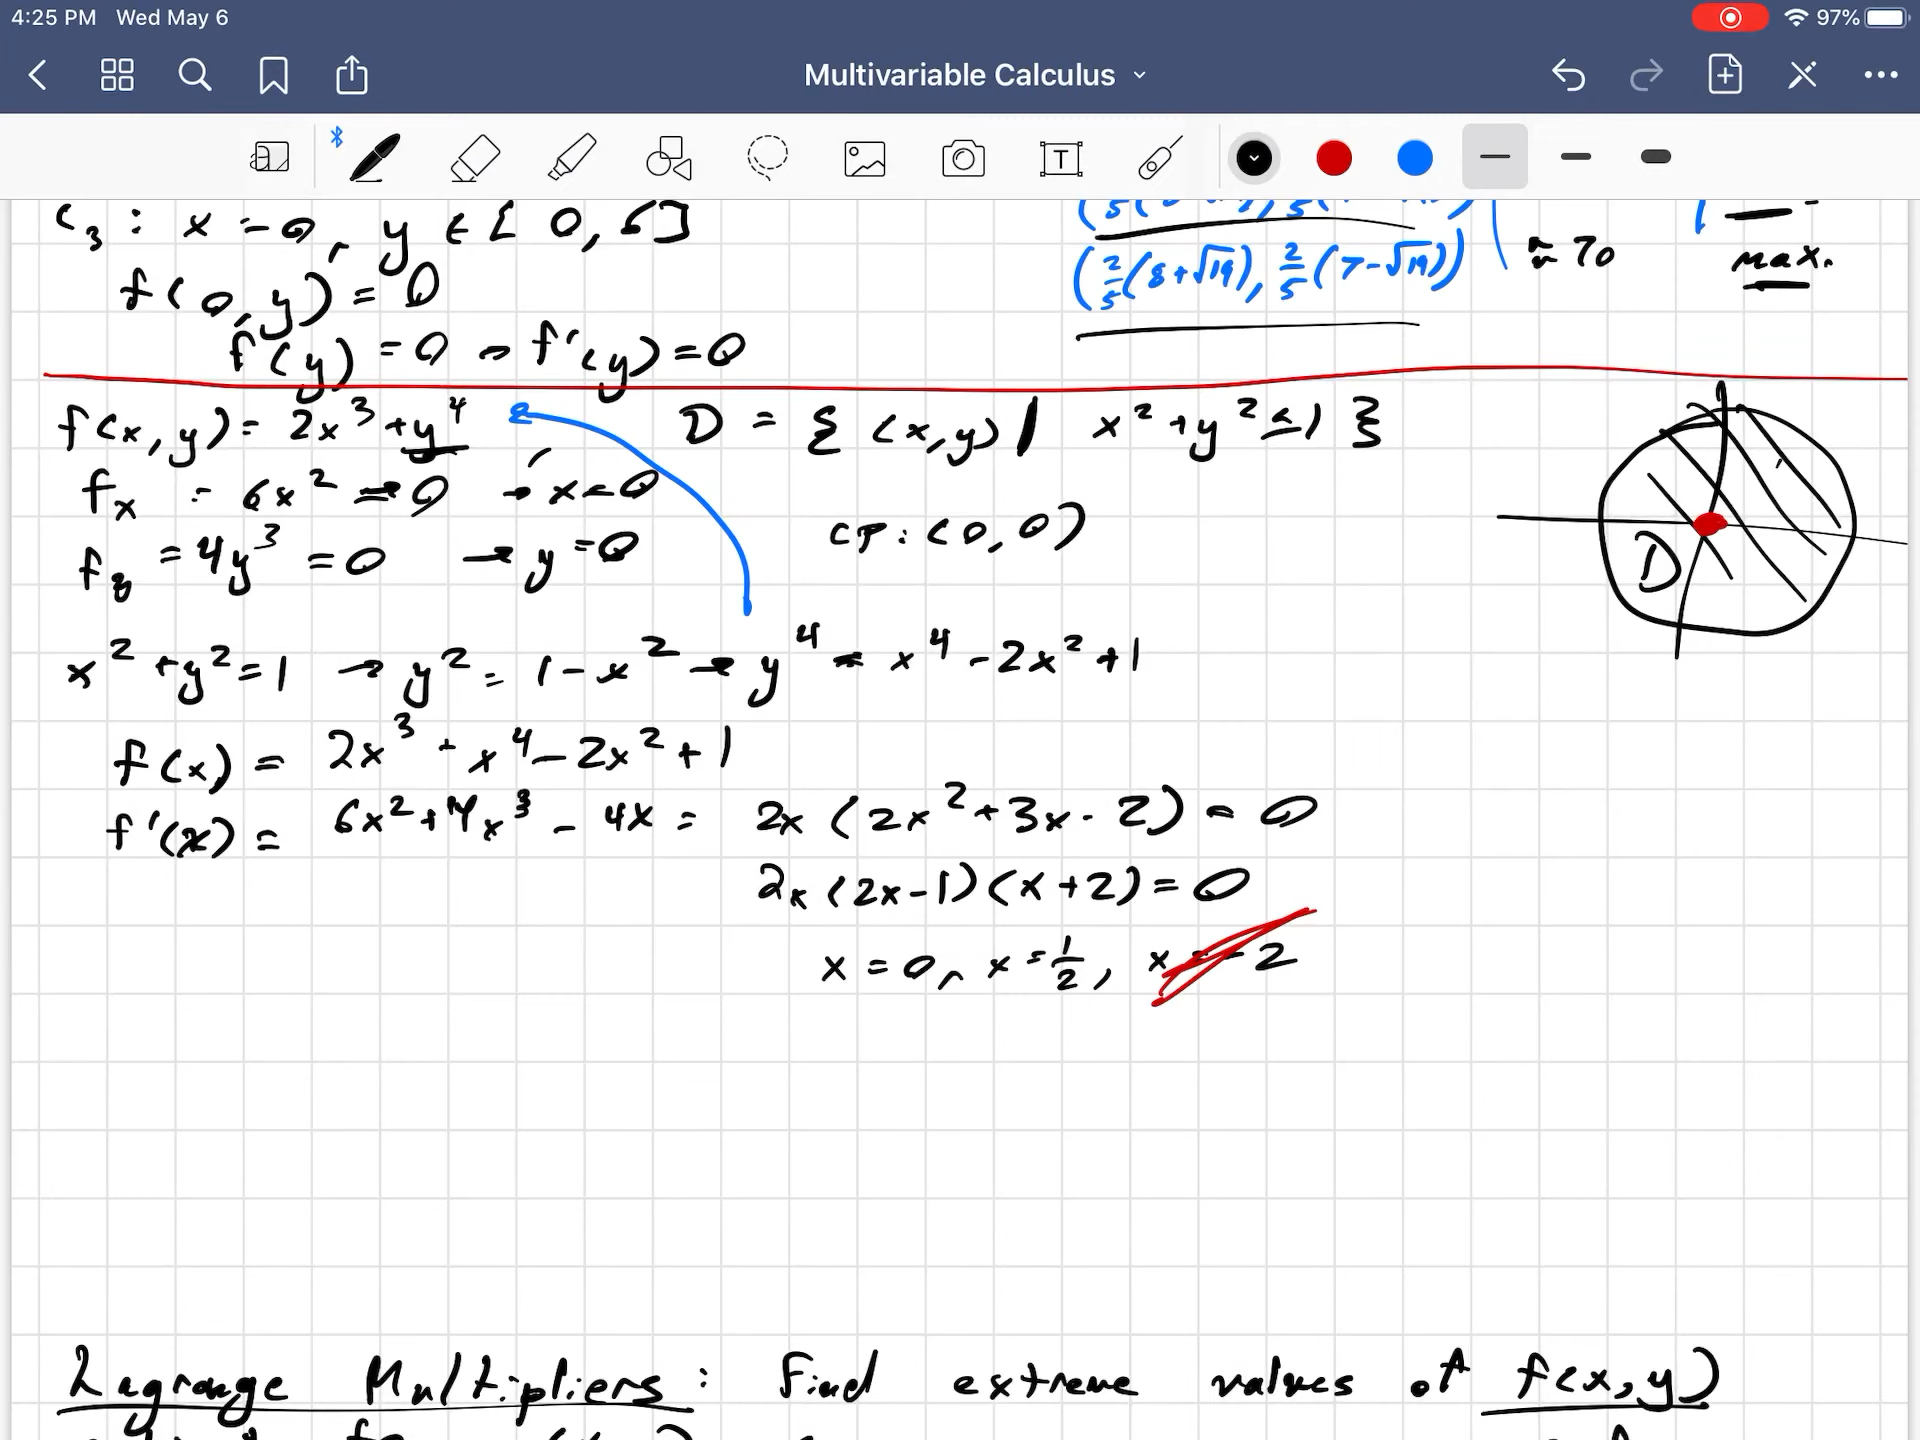 4:25 PM Wed May 6
97%
Multivariable Calculus
C₃ : x = 0, y ∈ [ 0, 6]
f(0,y) = 0
f(y) = 0 → f'(y) = 0
(2/5(8+√19), 2/5(7-√19))
≈ 70
max.
f(x,y) = 2x³ + y⁴
D = { (x,y) | x² + y² ≤ 1 }
fx = 6x² = 0 → x = 0
CP: (0,0)
fy = 4y³ = 0 → y = 0
D
x² + y² = 1 → y² = 1 - x² → y⁴ = x⁴ - 2x² + 1
f(x) = 2x³ + x⁴ - 2x² + 1
f'(x) = 6x² + 4x³ - 4x = 2x (2x² + 3x - 2) = 0
2x (2x-1)(x+2) = 0
x = 0, x = 1/2, x = -2
Lagrange Multipliers: Find extreme values of f(x,y)